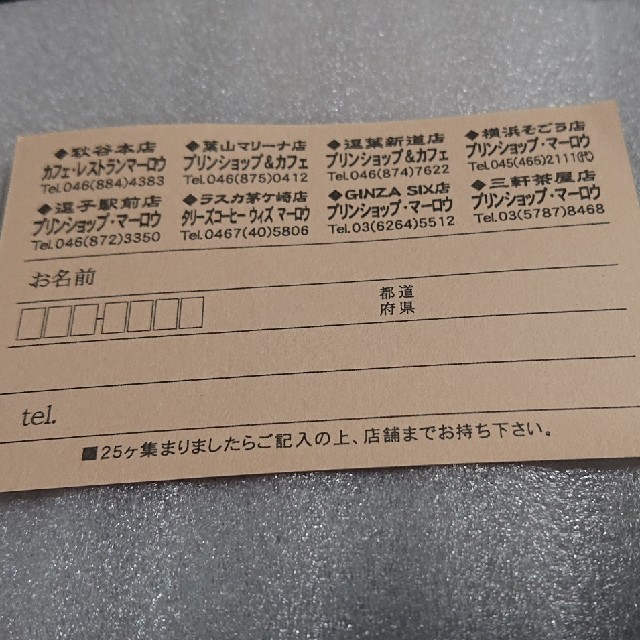 ◆秋谷本店
カフェ・レストランマーロウ
Tel.046(884)4383
◆葉山マリーナ店
プリンショップ&カフェ
Tel.046(875)0412
◆逗葉新道店
プリンショップ&カフェ
Tel.046(874)7622
◆横浜そごう店
プリンショップ・マーロウ
Tel.045(465)2111(代)
◆逗子駅前店
プリンショップ・マーロウ
Tel.046(872)3350
◆ラスカ茅ケ崎店
タリーズコーヒー ウィズ マーロウ
Tel.0467(40)5806
◆GINZA SIX店
プリンショップ・マーロウ
Tel.03(6264)5512
◆三軒茶屋店
プリンショップ・マーロウ
Tel.03(5787)8468
お名前
都道
府県
tel.
■25ヶ集まりましたらご記入の上、店舗までお持ち下さい。